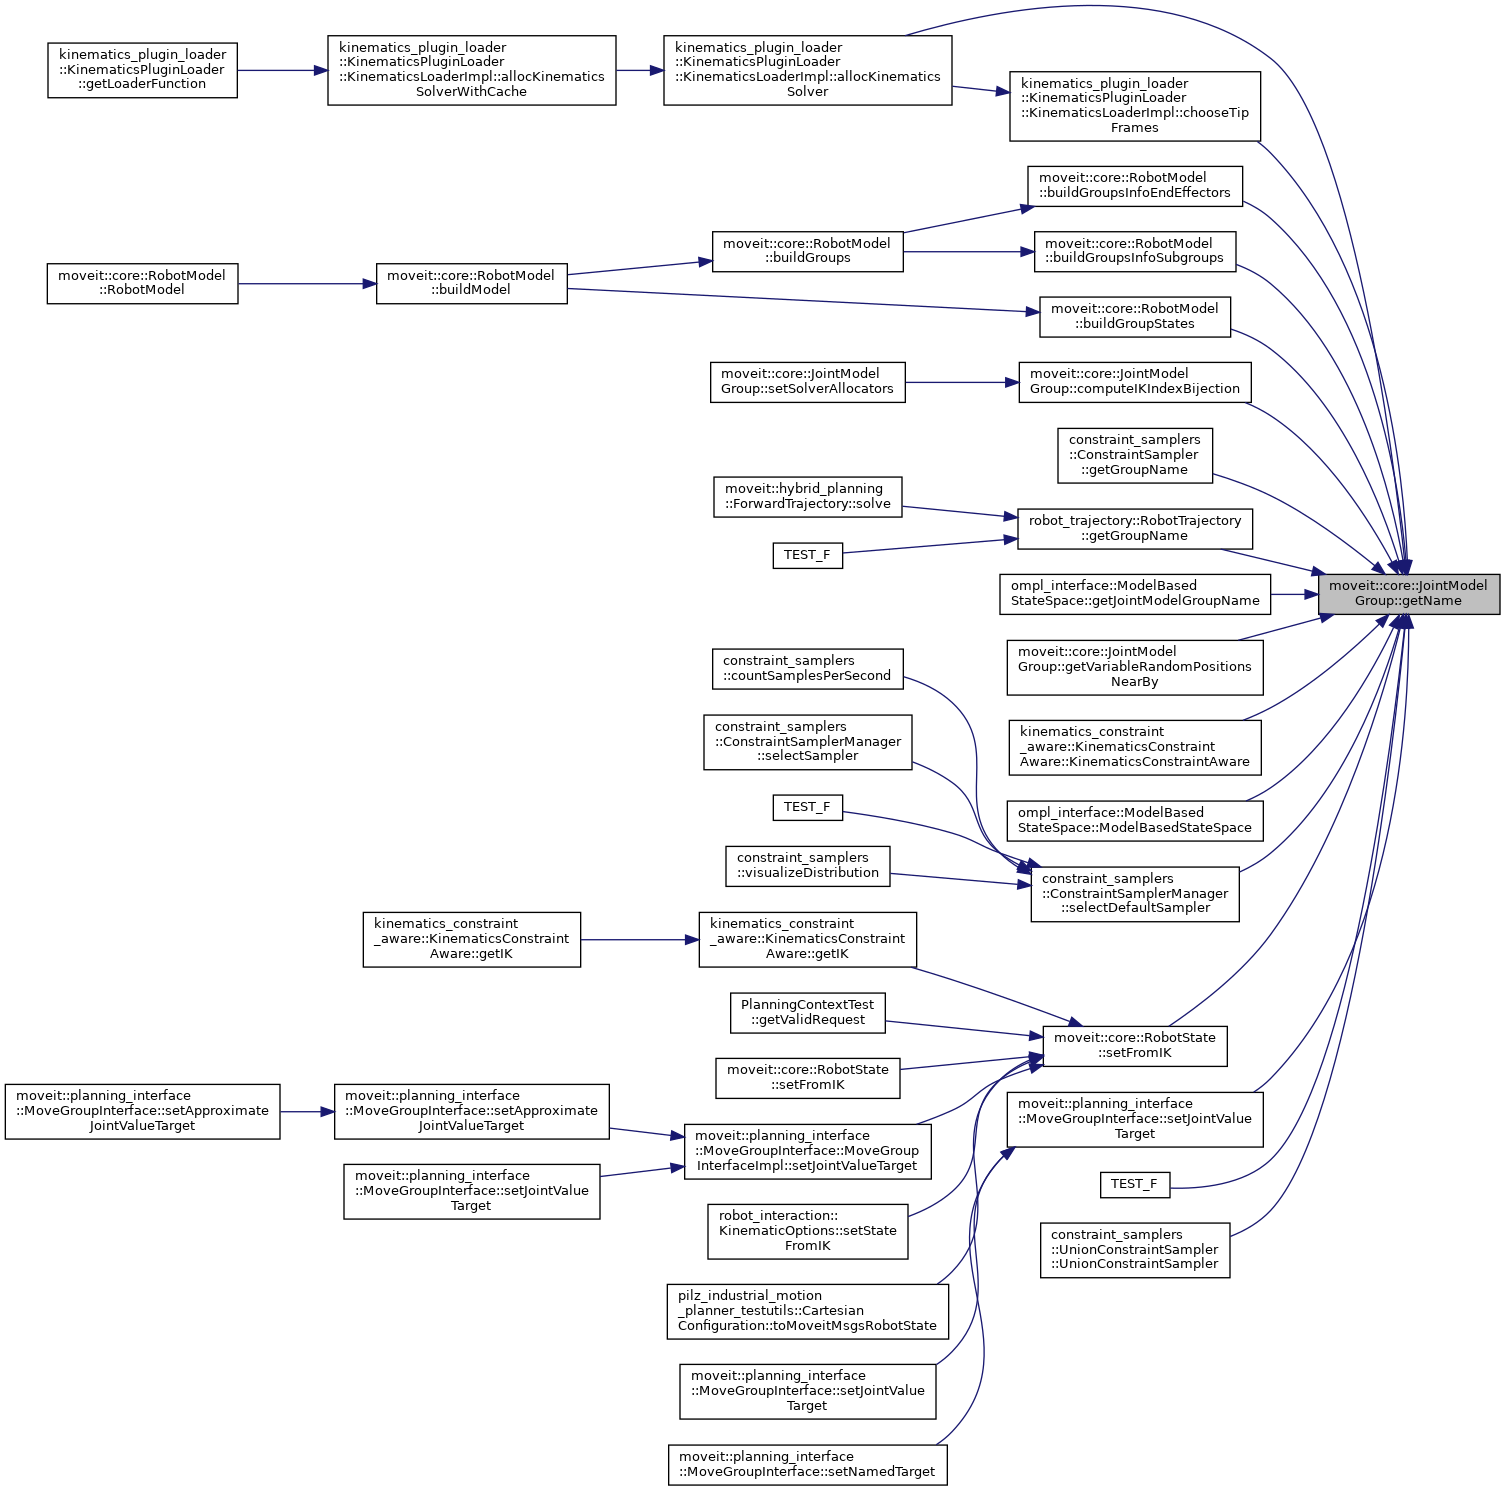 kinematics_plugin_loader
::KinematicsPluginLoader
::getLoaderFunction
kinematics_plugin_loader
::KinematicsPluginLoader
::KinematicsLoaderImpl::allocKinematics
SolverWithCache
kinematics_plugin_loader
::KinematicsPluginLoader
::KinematicsLoaderImpl::allocKinematics
Solver
kinematics_plugin_loader
::KinematicsPluginLoader
::KinematicsLoaderImpl::chooseTip
Frames
moveit::core::RobotModel
::buildGroupsInfoEndEffectors
moveit::core::RobotModel
::buildGroups
moveit::core::RobotModel
::buildGroupsInfoSubgroups
moveit::core::RobotModel
::RobotModel
moveit::core::RobotModel
::buildModel
moveit::core::RobotModel
::buildGroupStates
moveit::core::JointModel
Group::setSolverAllocators
moveit::core::JointModel
Group::computeIKIndexBijection
constraint_samplers
::ConstraintSampler
::getGroupName
moveit::hybrid_planning
::ForwardTrajectory::solve
robot_trajectory::RobotTrajectory
::getGroupName
TEST_F
ompl_interface::ModelBased
StateSpace::getJointModelGroupName
moveit::core::JointModel
Group::getName
moveit::core::JointModel
Group::getVariableRandomPositions
NearBy
constraint_samplers
::countSamplesPerSecond
constraint_samplers
::ConstraintSamplerManager
::selectSampler
kinematics_constraint
_aware::KinematicsConstraint
Aware::KinematicsConstraintAware
TEST_F
ompl_interface::ModelBased
StateSpace::ModelBasedStateSpace
constraint_samplers
::visualizeDistribution
constraint_samplers
::ConstraintSamplerManager
::selectDefaultSampler
kinematics_constraint
_aware::KinematicsConstraint
Aware::getIK
kinematics_constraint
_aware::KinematicsConstraint
Aware::getIK
PlanningContextTest
::getValidRequest
moveit::core::RobotState
::setFromIK
moveit::core::RobotState
::setFromIK
moveit::planning_interface
::MoveGroupInterface::setApproximate
JointValueTarget
moveit::planning_interface
::MoveGroupInterface::setApproximate
JointValueTarget
moveit::planning_interface
::MoveGroupInterface::MoveGroup
InterfaceImpl::setJointValueTarget
moveit::planning_interface
::MoveGroupInterface::setJointValue
Target
moveit::planning_interface
::MoveGroupInterface::setJointValue
Target
TEST_F
robot_interaction::
KinematicOptions::setState
FromIK
constraint_samplers
::UnionConstraintSampler
::UnionConstraintSampler
pilz_industrial_motion
_planner_testutils::Cartesian
Configuration::toMoveitMsgsRobotState
moveit::planning_interface
::MoveGroupInterface::setJointValue
Target
moveit::planning_interface
::MoveGroupInterface::setNamedTarget